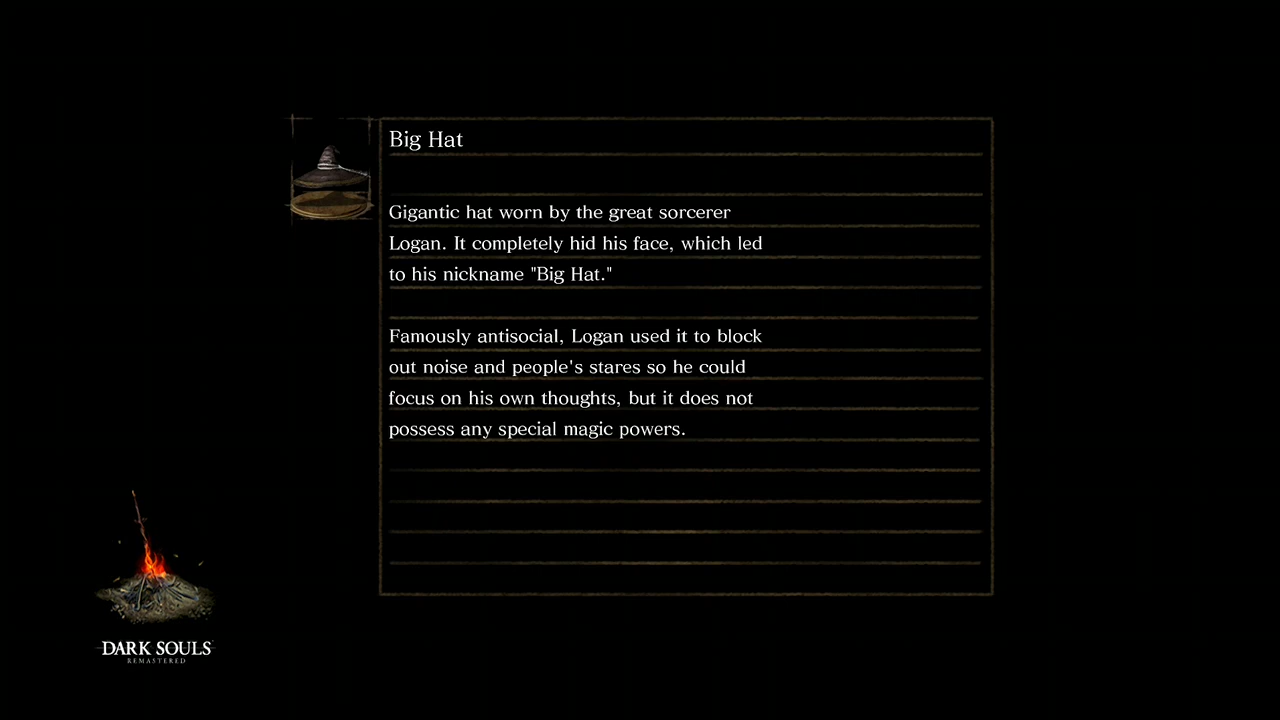 Big Hat
Gigantic hat worn by the great sorcerer
Logan. It completely hid his face, which led
to his nickname "Big Hat."
Famously antisocial, Logan used it to block
out noise and people's stares so he could
focus on his own thoughts, but it does not
possess any special magic powers.
DARK SOULS
REMASTERED